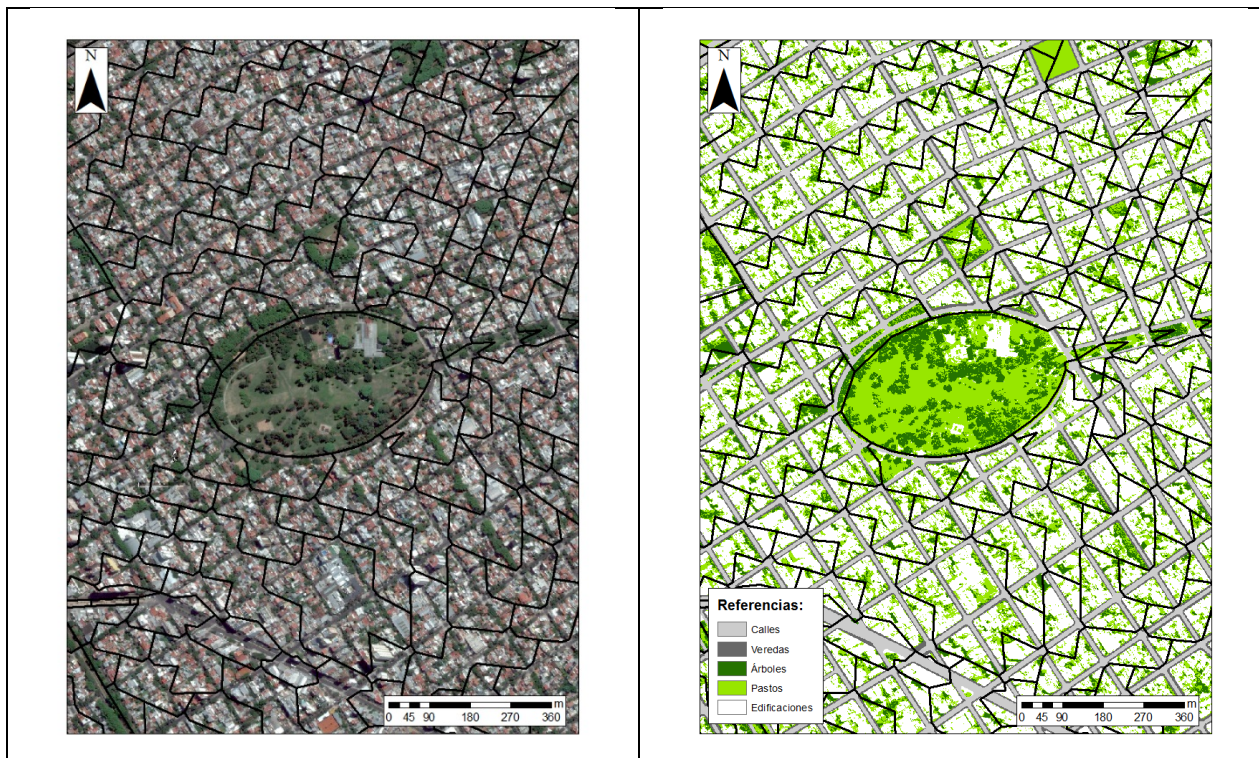 N
m
0 45 90 180 270 360
N
Referencias:
Calles
Veredas
Árboles
Pastos
Edificaciones
m
0 45 90 180 270 360